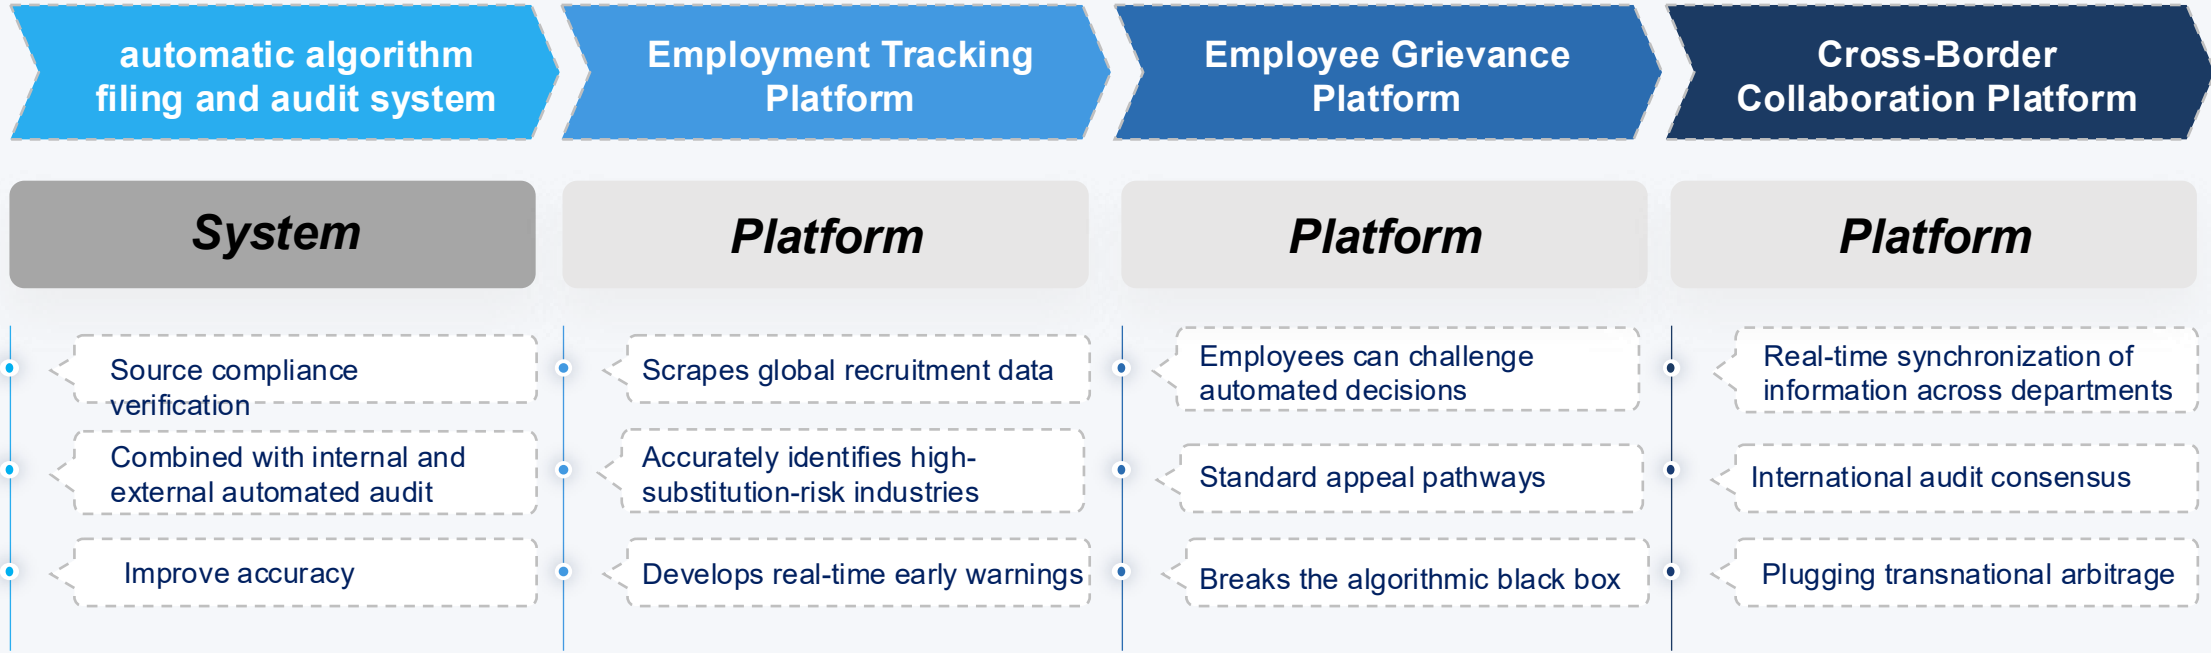 automatic algorithm
filing and audit system
Employment Tracking
Platform
Employee Grievance
Platform
Cross-Border
Collaboration Platform
System
Platform
Platform
Platform
Source compliance
verification
Combined with internal and
external automated audit
Improve accuracy
Scrapes global recruitment data
Accurately identifies high-
substitution-risk industries
Develops real-time early warnings
Employees can challenge
automated decisions
Standard appeal pathways
Breaks the algorithmic black box
Real-time synchronization of
information across departments
International audit consensus
Plugging transnational arbitrage